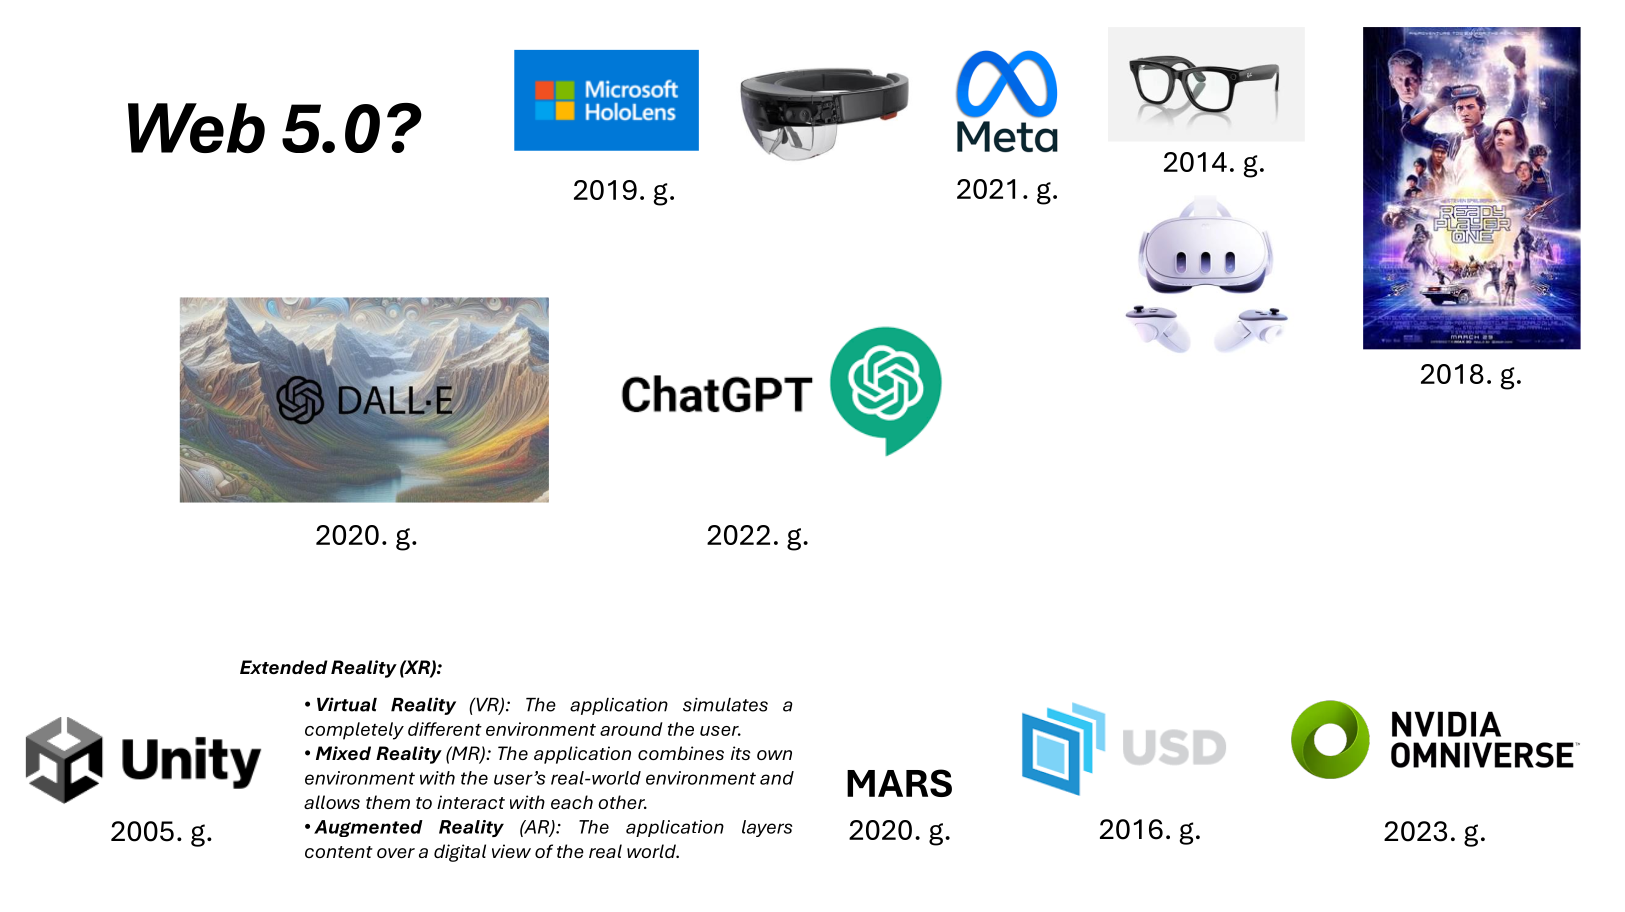 Web 5.0?
Microsoft
HoloLens
2019. g.
Meta
2021. g.
2014. g.
READY
PLAYER
ONE
MARCH 29
2018. g.
DALL·E
2020. g.
ChatGPT
2022. g.
Extended Reality (XR):
• Virtual Reality (VR): The application simulates a
completely different environment around the user.
• Mixed Reality (MR): The application combines its own
environment with the user's real-world environment and
allows them to interact with each other.
• Augmented Reality (AR): The application layers
content over a digital view of the real world.
Unity
2005. g.
MARS
2020. g.
USD
2016. g.
NVIDIA
OMNIVERSE™
2023. g.